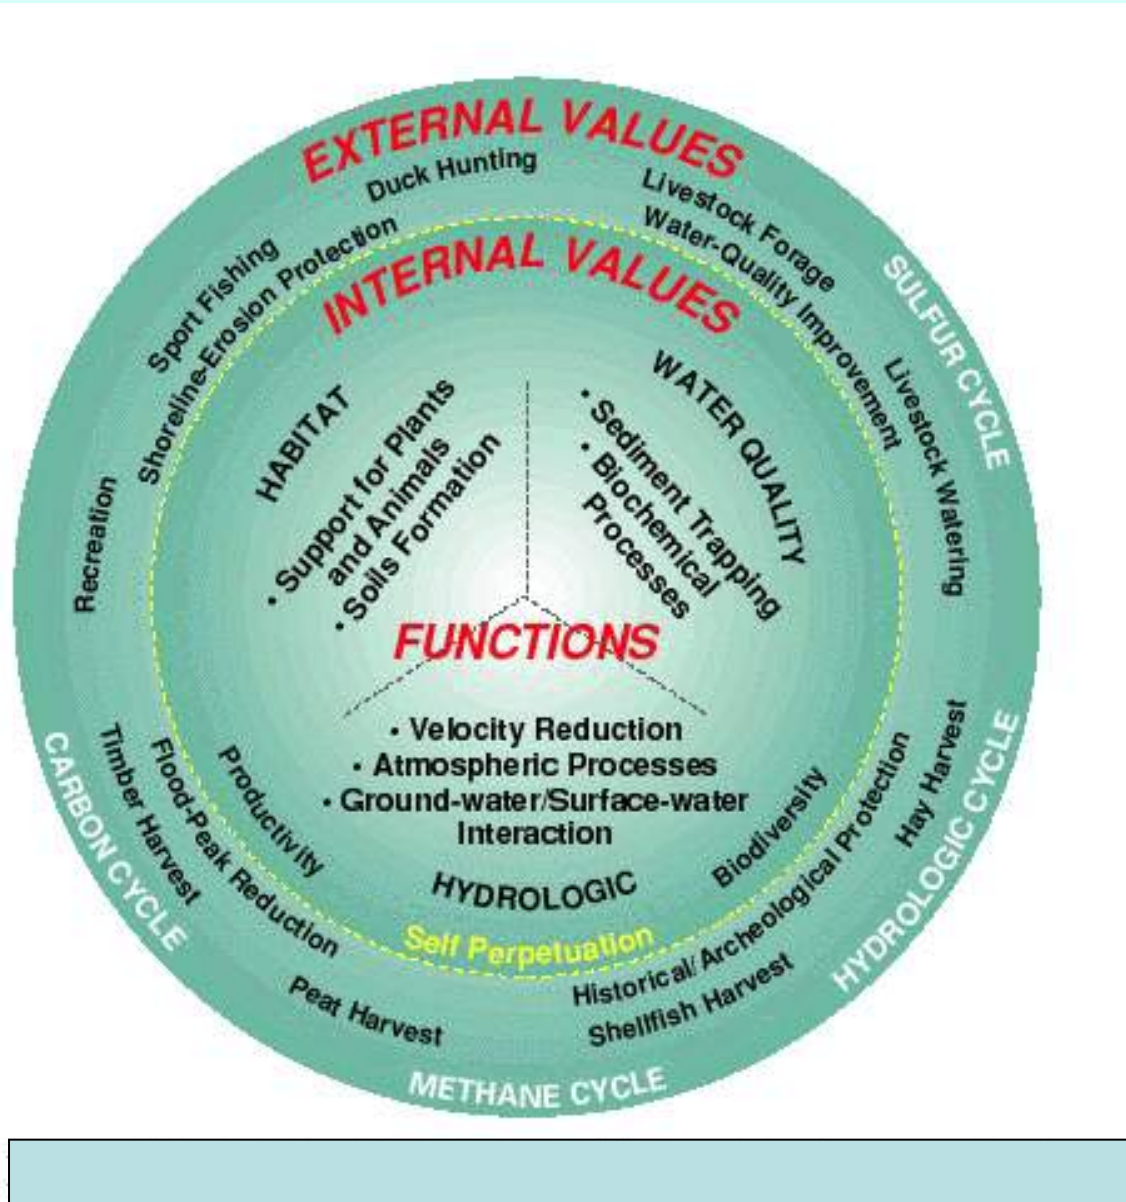 EXTERNAL VALUES
Duck Hunting
Livestock Forage
Sport Fishing
Shoreline-Erosion Protection
Water-Quality Improvement
SULFUR CYCLE
INTERNAL VALUES
Livestock Watering
Recreation
HABITAT
• Support for Plants
and Animals
• Soils Formation
WATER QUALITY
• Sediment Trapping
• Biochemical
Processes
FUNCTIONS
• Velocity Reduction
• Atmospheric Processes
• Ground-water/Surface-water
Interaction
HYDROLOGIC
Productivity
Biodiversity
Self Perpetuation
Flood-Peak Reduction
Timber Harvest
CARBON CYCLE
Historical/Archeological Protection
Hay Harvest
HYDROLOGIC CYCLE
Peat Harvest
Shellfish Harvest
METHANE CYCLE